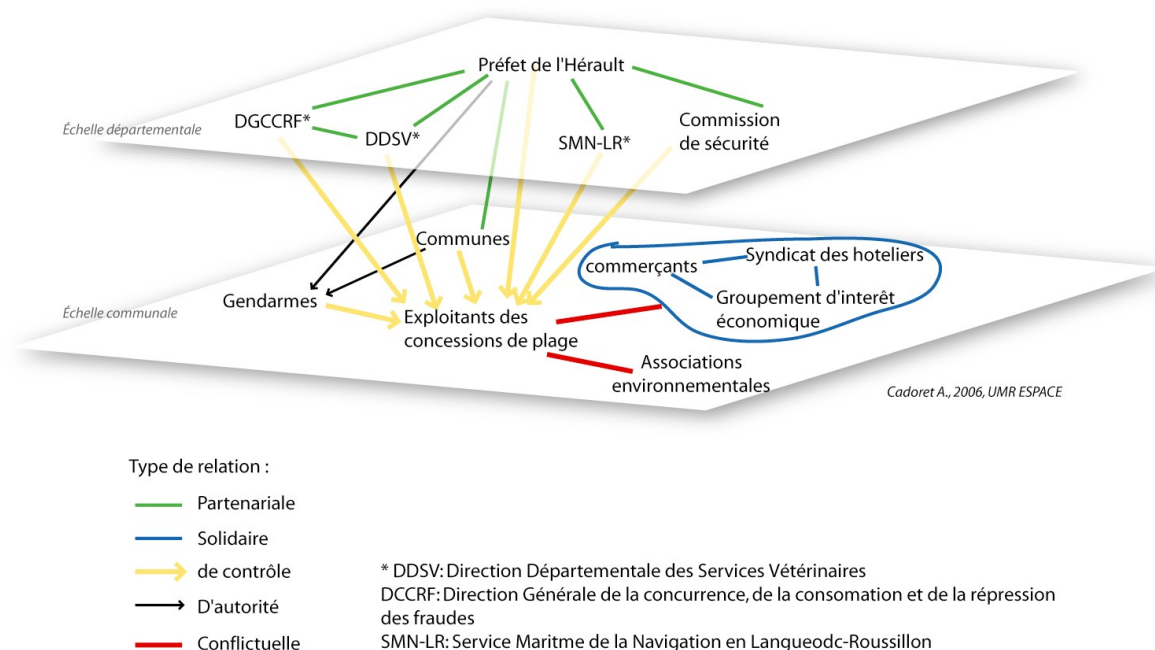 Préfet de l'Hérault
DGCCRF*
Échelle départementale
DDSV*
SMN-LR*
Commission
de sécurité
Communes
commerçants
Syndicat des hoteliers
Gendarmes
Groupement d'interêt
économique
Échelle communale
Exploitants des
concessions de plage
Associations
environnementales
Cadoret A., 2006, UMR ESPACE
Type de relation :
Partenariale
Solidaire
de contrôle
D'autorité
Conflictuelle
* DDSV: Direction Départementale des Services Vétérinaires
DCCRF: Direction Générale de la concurrence, de la consomation et de la répression
des fraudes
SMN-LR: Service Maritme de la Navigation en Langueodc-Roussillon